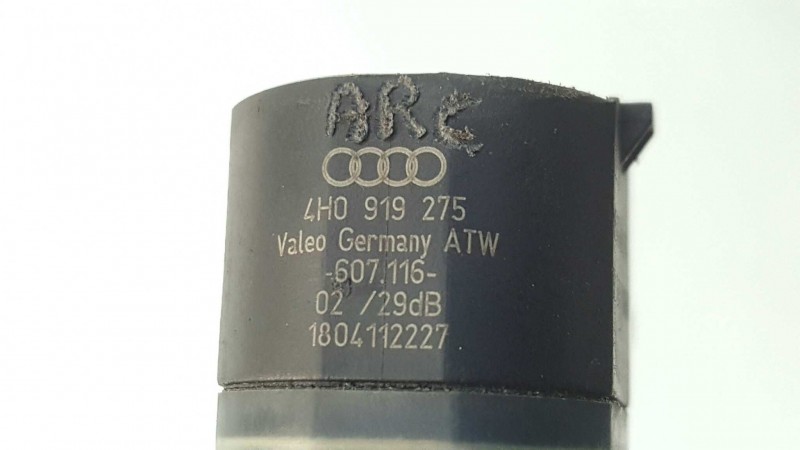 ARC
4H0 919 275
Valeo Germany ATW
-607.116-
02 /29dB
1804112227